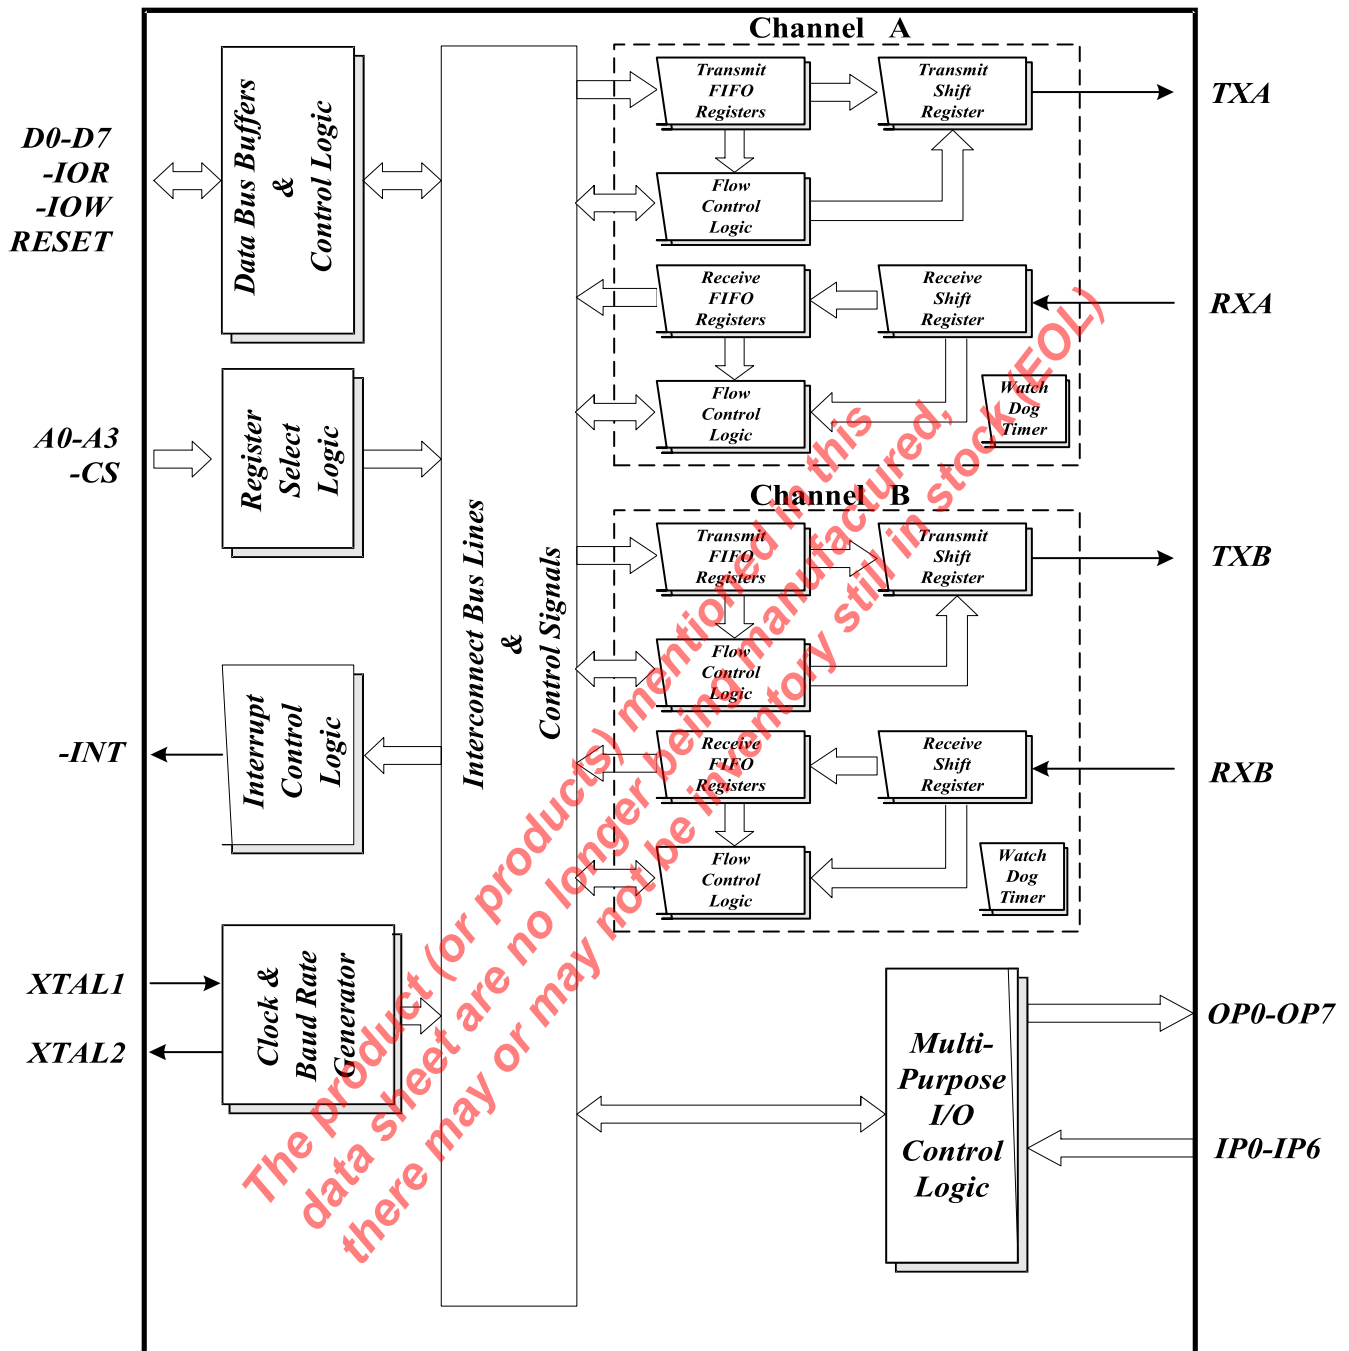 Channel A
D0-D7
-IOR
-IOW
RESET
Data Bus Buffers
&
Control Logic
A0-A3
-CS
Register
Select
Logic
-INT
Interrupt
Control
Logic
XTAL1
XTAL2
Clock &
Baud Rate
Generator
Interconnect Bus Lines
&
Control Signals
Transmit
FIFO
Registers
Transmit
Shift
Register
TXA
Flow
Control
Logic
Receive
FIFO
Registers
Receive
Shift
Register
RXA
Flow
Control
Logic
Watch
Dog
Timer
Channel B
Transmit
FIFO
Registers
Transmit
Shift
Register
TXB
Flow
Control
Logic
Receive
FIFO
Registers
Receive
Shift
Register
RXB
Flow
Control
Logic
Watch
Dog
Timer
Multi-
Purpose
I/O
Control
Logic
OP0-OP7
IP0-IP6
The product (or products) mentioned in this
data sheet are no longer being manufactured,
there may or may not be inventory still in stock (EOL)